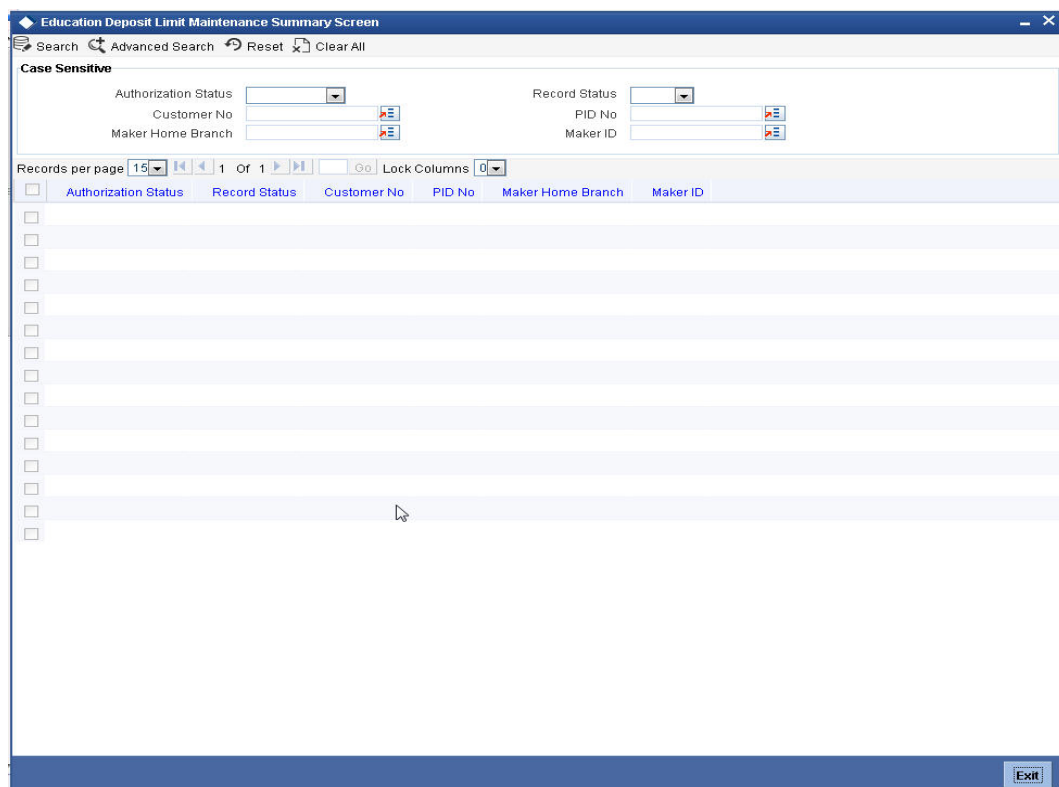 Education Deposit Limit Maintenance Summary Screen
Search Advanced Search Reset Clear All
Case Sensitive
Authorization Status Record Status
Customer No PID No
Maker Home Branch Maker ID
Records per page 15 1 Of 1 Go Lock Columns 0
Authorization Status Record Status Customer No PID No Maker Home Branch Maker ID
Exit